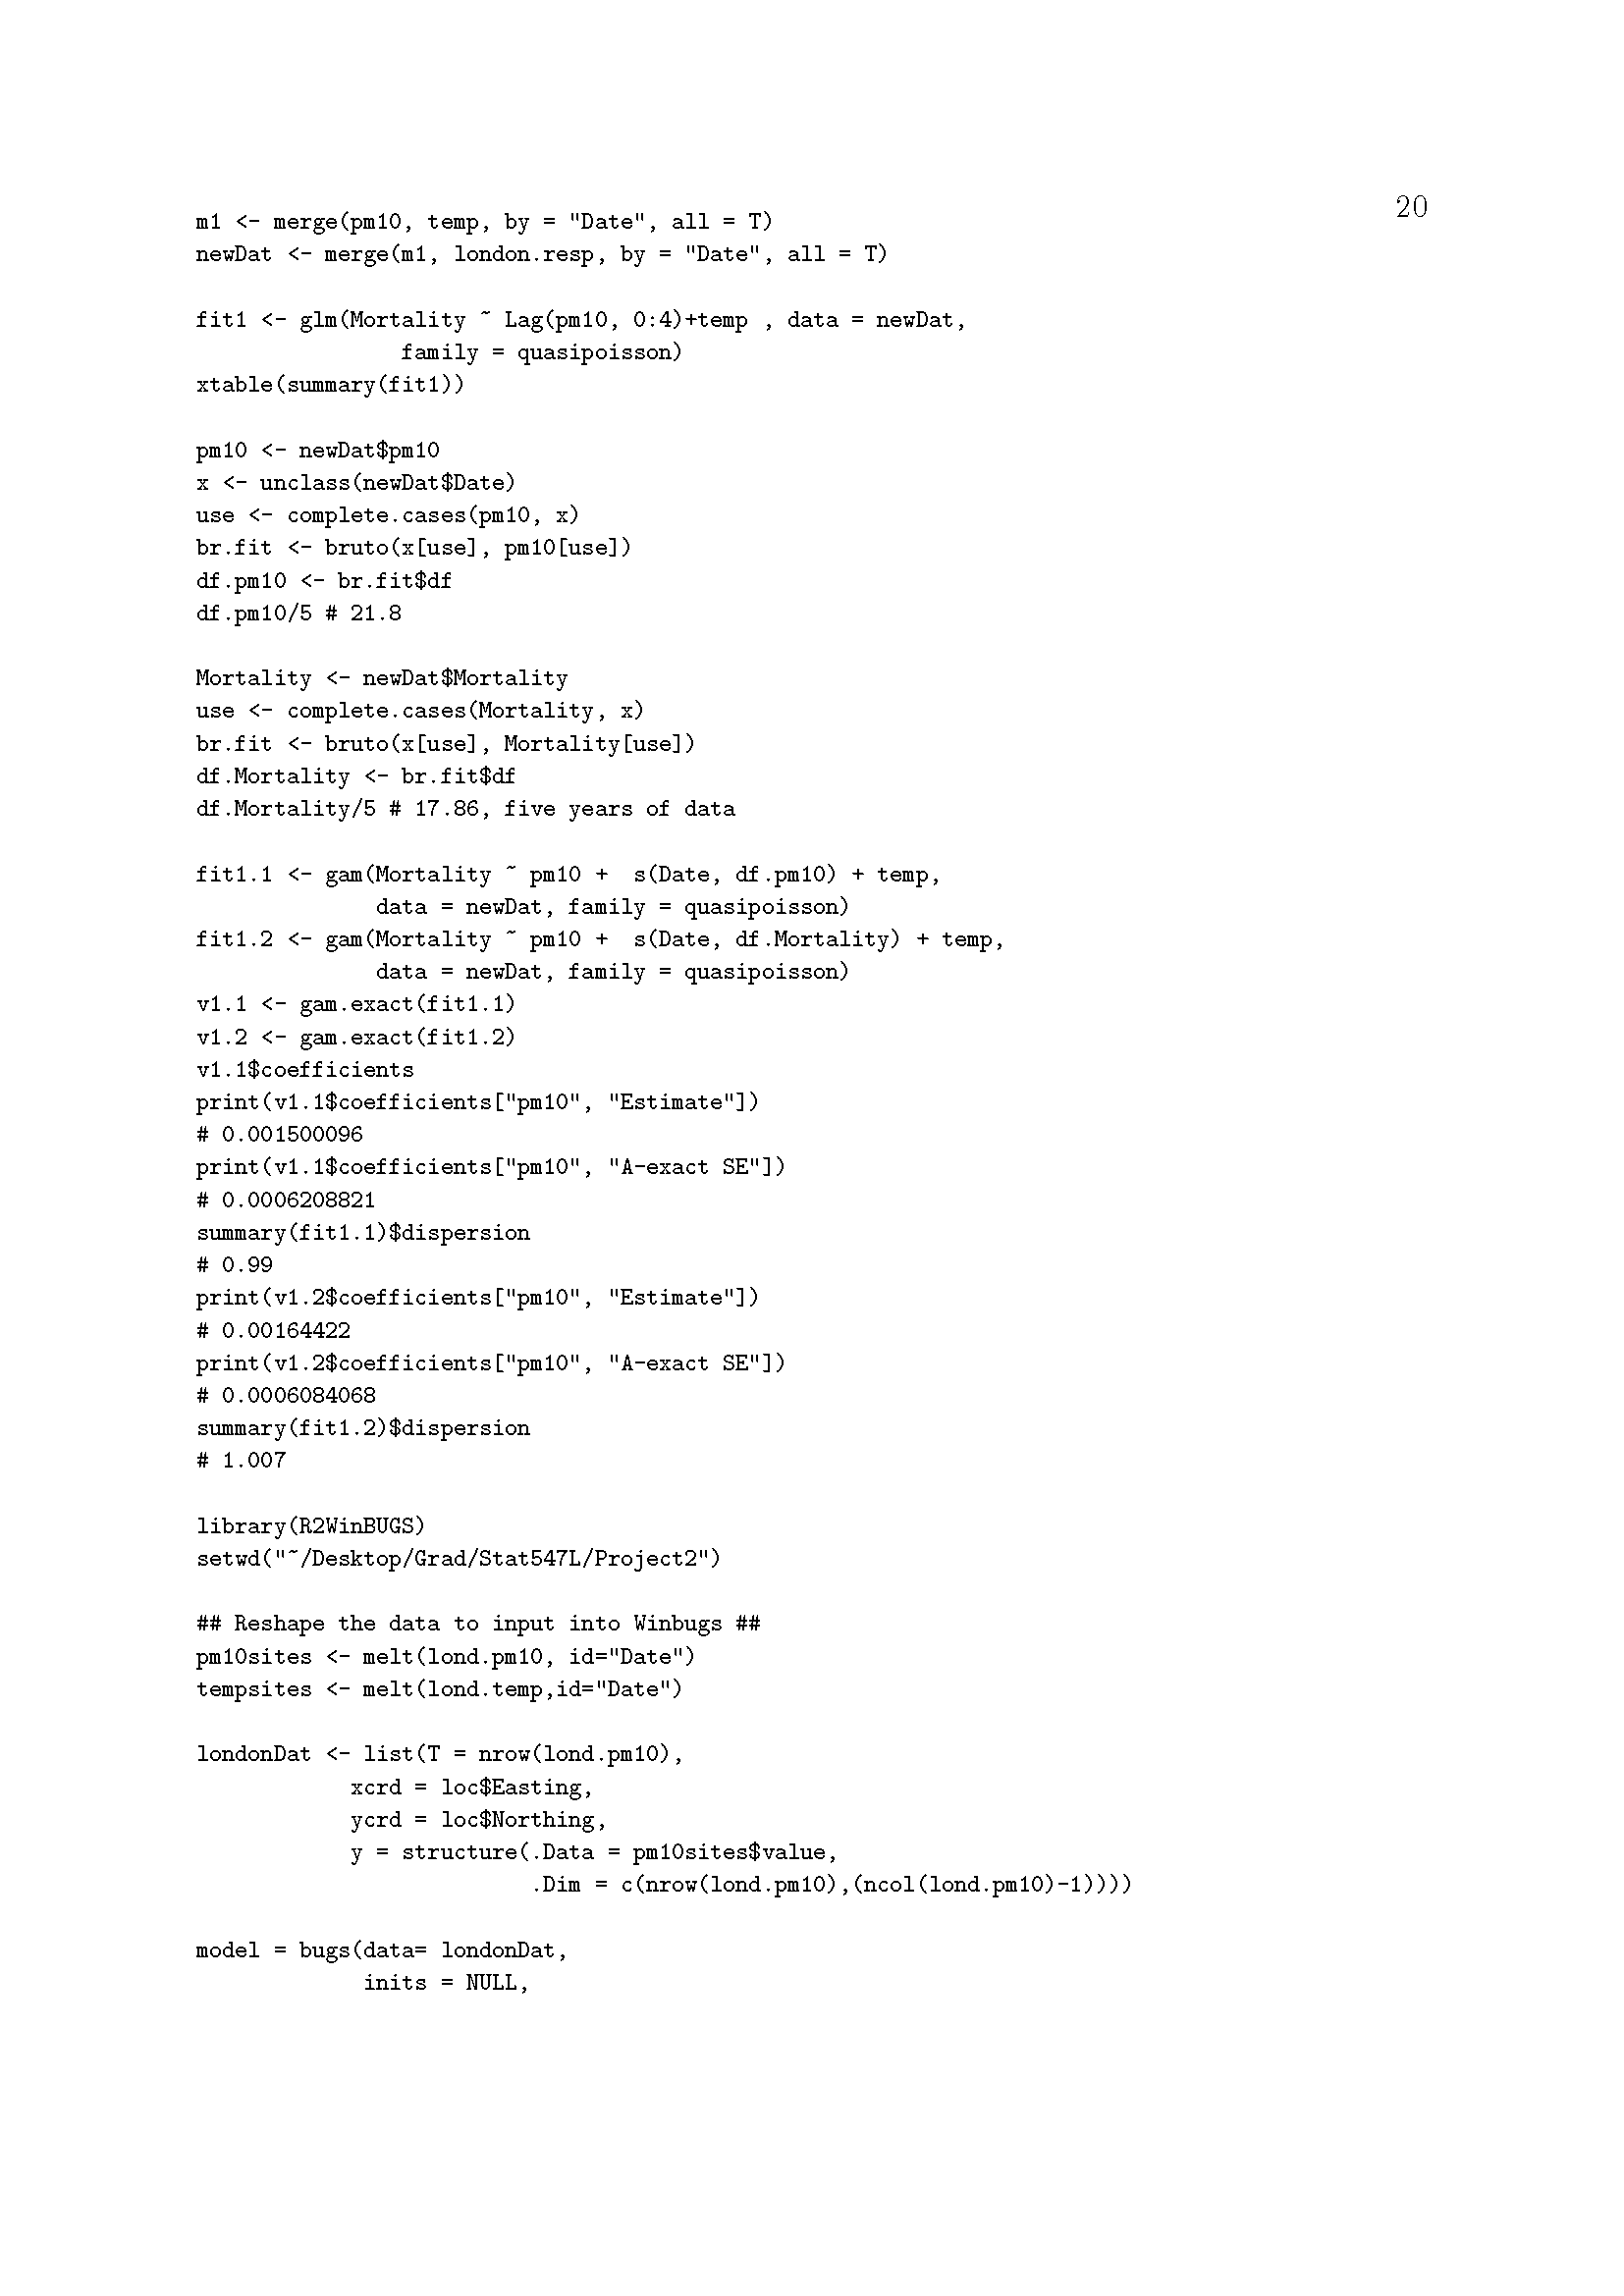 20
m1 <- merge(pm10, temp, by = "Date", all = T)
newDat <- merge(m1, london.resp, by = "Date", all = T)

fit1 <- glm(Mortality ~ Lag(pm10, 0:4)+temp , data = newDat,
                family = quasipoisson)
xtable(summary(fit1))

pm10 <- newDat$pm10
x <- unclass(newDat$Date)
use <- complete.cases(pm10, x)
br.fit <- bruto(x[use], pm10[use])
df.pm10 <- br.fit$df
df.pm10/5 # 21.8

Mortality <- newDat$Mortality
use <- complete.cases(Mortality, x)
br.fit <- bruto(x[use], Mortality[use])
df.Mortality <- br.fit$df
df.Mortality/5 # 17.86, five years of data

fit1.1 <- gam(Mortality ~ pm10 +  s(Date, df.pm10) + temp,
              data = newDat, family = quasipoisson)
fit1.2 <- gam(Mortality ~ pm10 +  s(Date, df.Mortality) + temp,
              data = newDat, family = quasipoisson)
v1.1 <- gam.exact(fit1.1)
v1.2 <- gam.exact(fit1.2)
v1.1$coefficients
print(v1.1$coefficients["pm10", "Estimate"])
# 0.001500096
print(v1.1$coefficients["pm10", "A-exact SE"])
# 0.0006208821
summary(fit1.1)$dispersion
# 0.99
print(v1.2$coefficients["pm10", "Estimate"])
# 0.00164422
print(v1.2$coefficients["pm10", "A-exact SE"])
# 0.0006084068
summary(fit1.2)$dispersion
# 1.007

library(R2WinBUGS)
setwd("~/Desktop/Grad/Stat547L/Project2")

## Reshape the data to input into Winbugs ##
pm10sites <- melt(lond.pm10, id="Date")
tempsites <- melt(lond.temp,id="Date")

londonDat <- list(T = nrow(lond.pm10),
            xcrd = loc$Easting,
            ycrd = loc$Northing,
            y = structure(.Data = pm10sites$value,
                          .Dim = c(nrow(lond.pm10),(ncol(lond.pm10)-1))))

model = bugs(data= londonDat,
             inits = NULL,